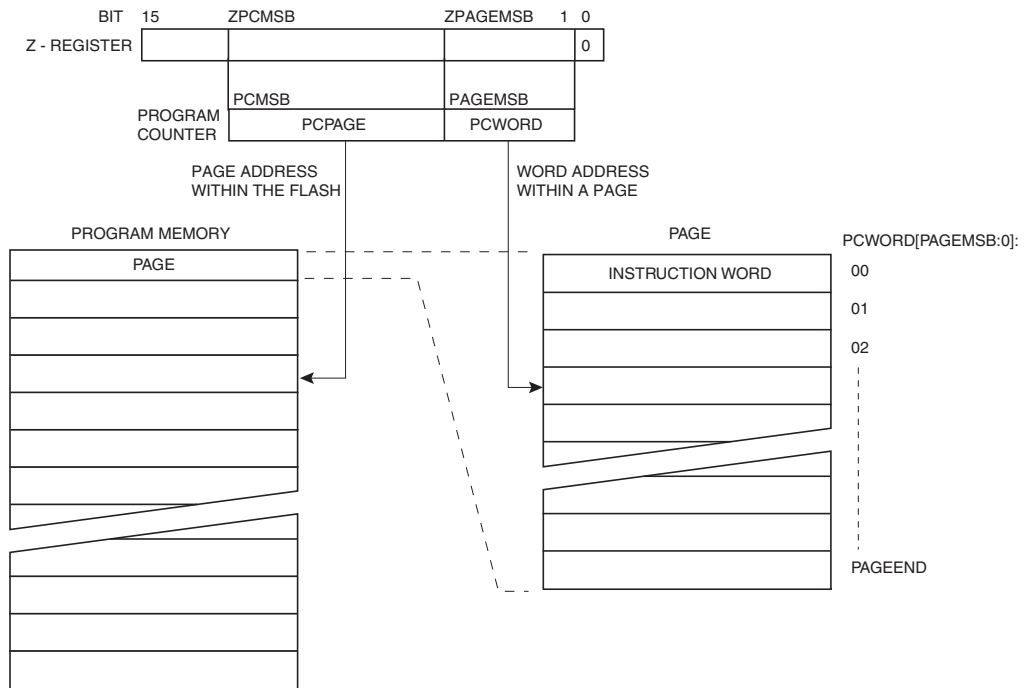 BIT 15 ZPCMSB ZPAGEMSB 1 0
Z - REGISTER 0
PCMSB PAGEMSB
PROGRAM
COUNTER
PCPAGE PCWORD
PAGE ADDRESS
WITHIN THE FLASH
WORD ADDRESS
WITHIN A PAGE
PROGRAM MEMORY
PAGE
PAGE
PCWORD[PAGEMSB:0]:
INSTRUCTION WORD 00
01
02
PAGEEND